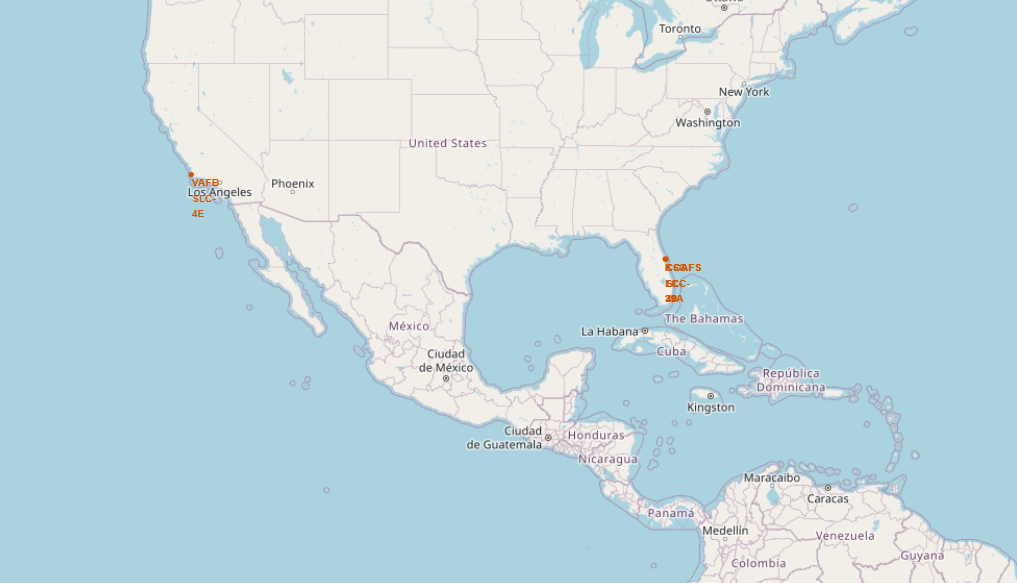 Ottawa
Toronto
New York
Washington
United States
VAFB
SLC-
4E
Los Angeles
Phoenix
CCAFS
SLC-
The Bahamas
México
La Habana
Cuba
Ciudad
de México
República
Dominicana
Kingston
Ciudad
de Guatemala
Honduras
Nicaragua
Maracaibo
Caracas
Panamá
Medellín
Venezuela
Guyana
Colombia